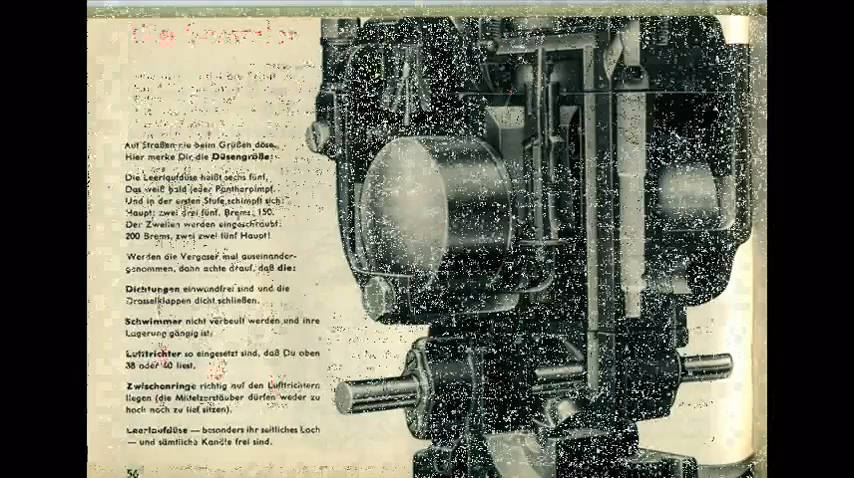 Auf Straßen nie beim Grüßen döse,
Hier merke Dir die Düsengröße:
Die Leerlaufdüse heißt sechs fünf,
Das weiß bald jeder Pantherpimpf.
Und in der ersten Stufe schimpft sich:
Haupt: zwei drei fünf, Brems: 150.
Der Zweiten werden eingeschraubt:
200 Brems, zwei zwei fünf Haupt!
Werden die Vergaser mal auseinander-
genommen, dann achte drauf, daß die:
Dichtungen einwandfrei sind und die
Drosselklappen dicht schließen.
Schwimmer nicht verbeult werden und ihre
Lagerung gängig ist.
Lufttrichter so eingesetzt sind, daß Du oben
38 oder 40 liest.
Zwischenringe richtig auf den Lufttrichtern
liegen (die Mittelzerstäuber dürfen weder zu
hoch noch zu tief sitzen).
Leerlaufdüse — besonders ihr seitliches Loch
— und sämtliche Kanäle frei sind.
56